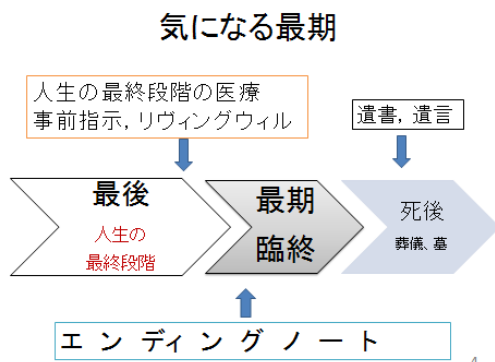 気になる最期
人生の最終段階の医療
事前指示,リヴィングウィル
遺書,遺言
最後
人生の
最終段階
最期
臨終
死後
葬儀、墓
エンディングノート